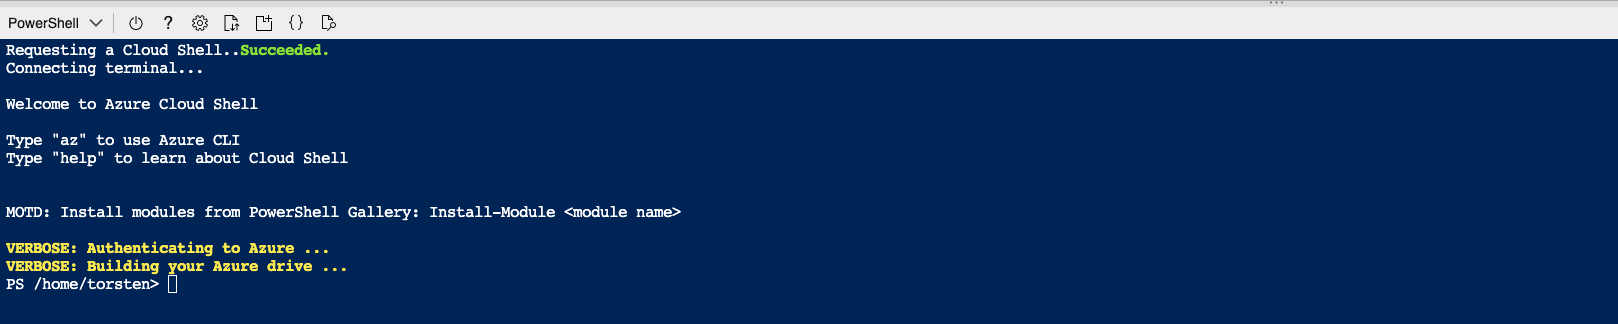 PowerShell
Requesting a Cloud Shell..Succeeded.
Connecting terminal...
Welcome to Azure Cloud Shell
Type "az" to use Azure CLI
Type "help" to learn about Cloud Shell
MOTD: Install modules from PowerShell Gallery: Install-Module <module name>
VERBOSE: Authenticating to Azure ...
VERBOSE: Building your Azure drive ...
PS /home/torsten>